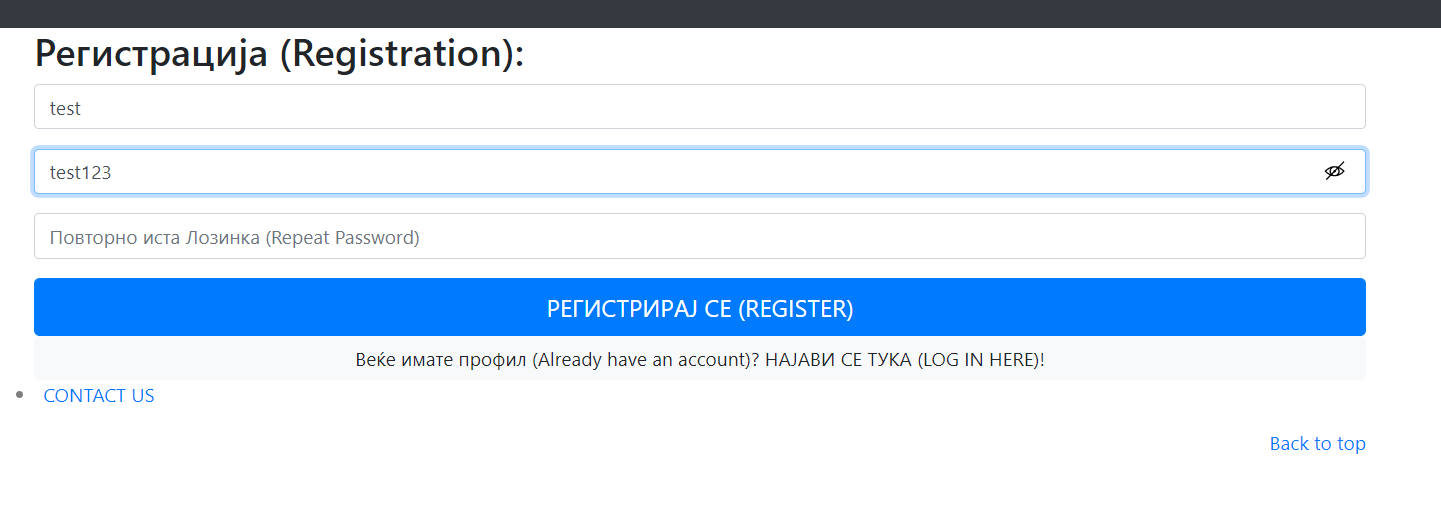 Регистрација (Registration):
test
test123
Повторно иста Лозинка (Repeat Password)
РЕГИСТРИРАЈ СЕ (REGISTER)
Веќе имате профил (Already have an account)? НАЈАВИ СЕ ТУКА (LOG IN HERE)!
CONTACT US
Back to top